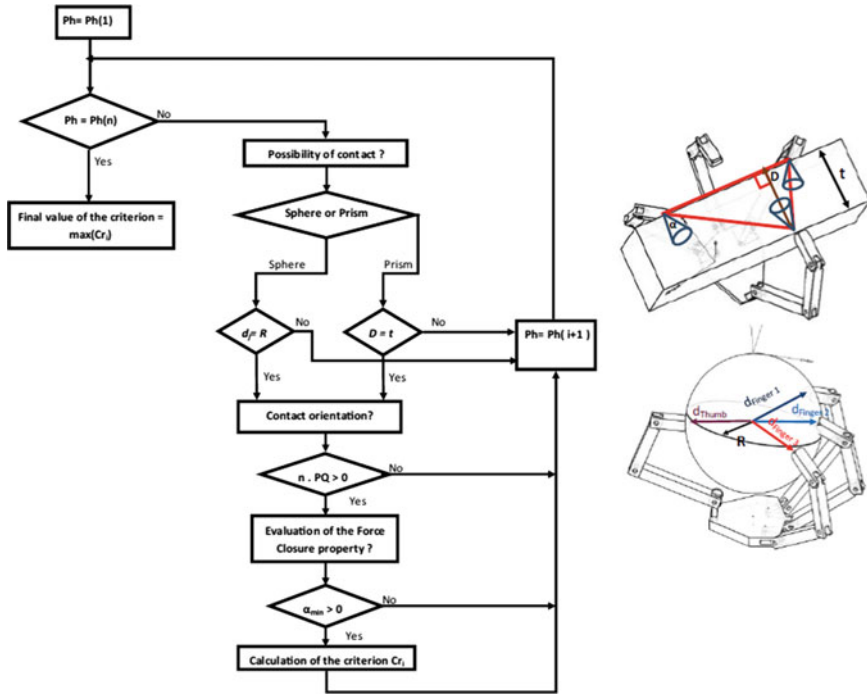 Ph= Ph(1)
Ph = Ph(n)
No
Yes
Possibility of contact ?
Final value of the criterion =
max(Crᵢ)
Sphere or Prism
Sphere
Prism
dⱼ= R
No
D = t
No
Ph= Ph( i+1 )
Yes
Yes
Contact orientation?
n . PQ > 0
No
Yes
Evaluation of the Force
Closure property ?
αmin > 0
No
Yes
Calculation of the criterion Crᵢ
t
D
α
dFinger 1
dThumb
dFinger 2
dFinger 3
R